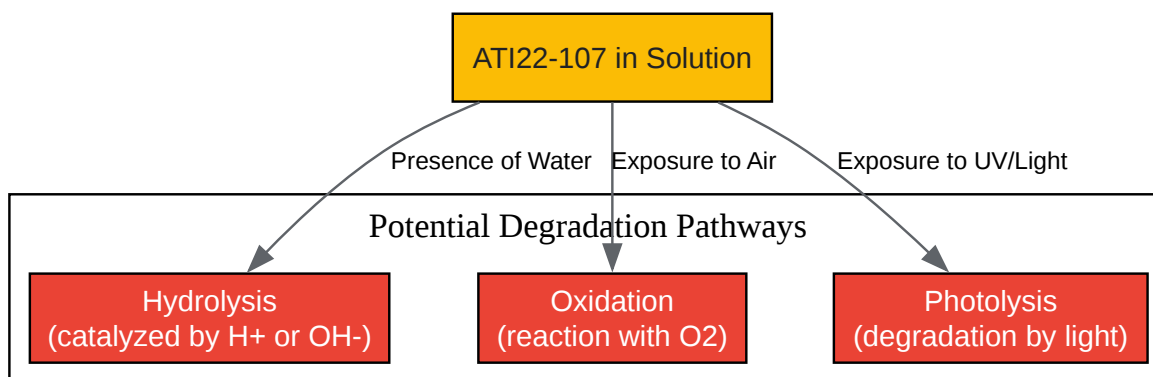 ATI22-107 in Solution
Presence of Water
Exposure to Air
Exposure to UV/Light
Potential Degradation Pathways
Hydrolysis
(catalyzed by H+ or OH-)
Oxidation
(reaction with O2)
Photolysis
(degradation by light)